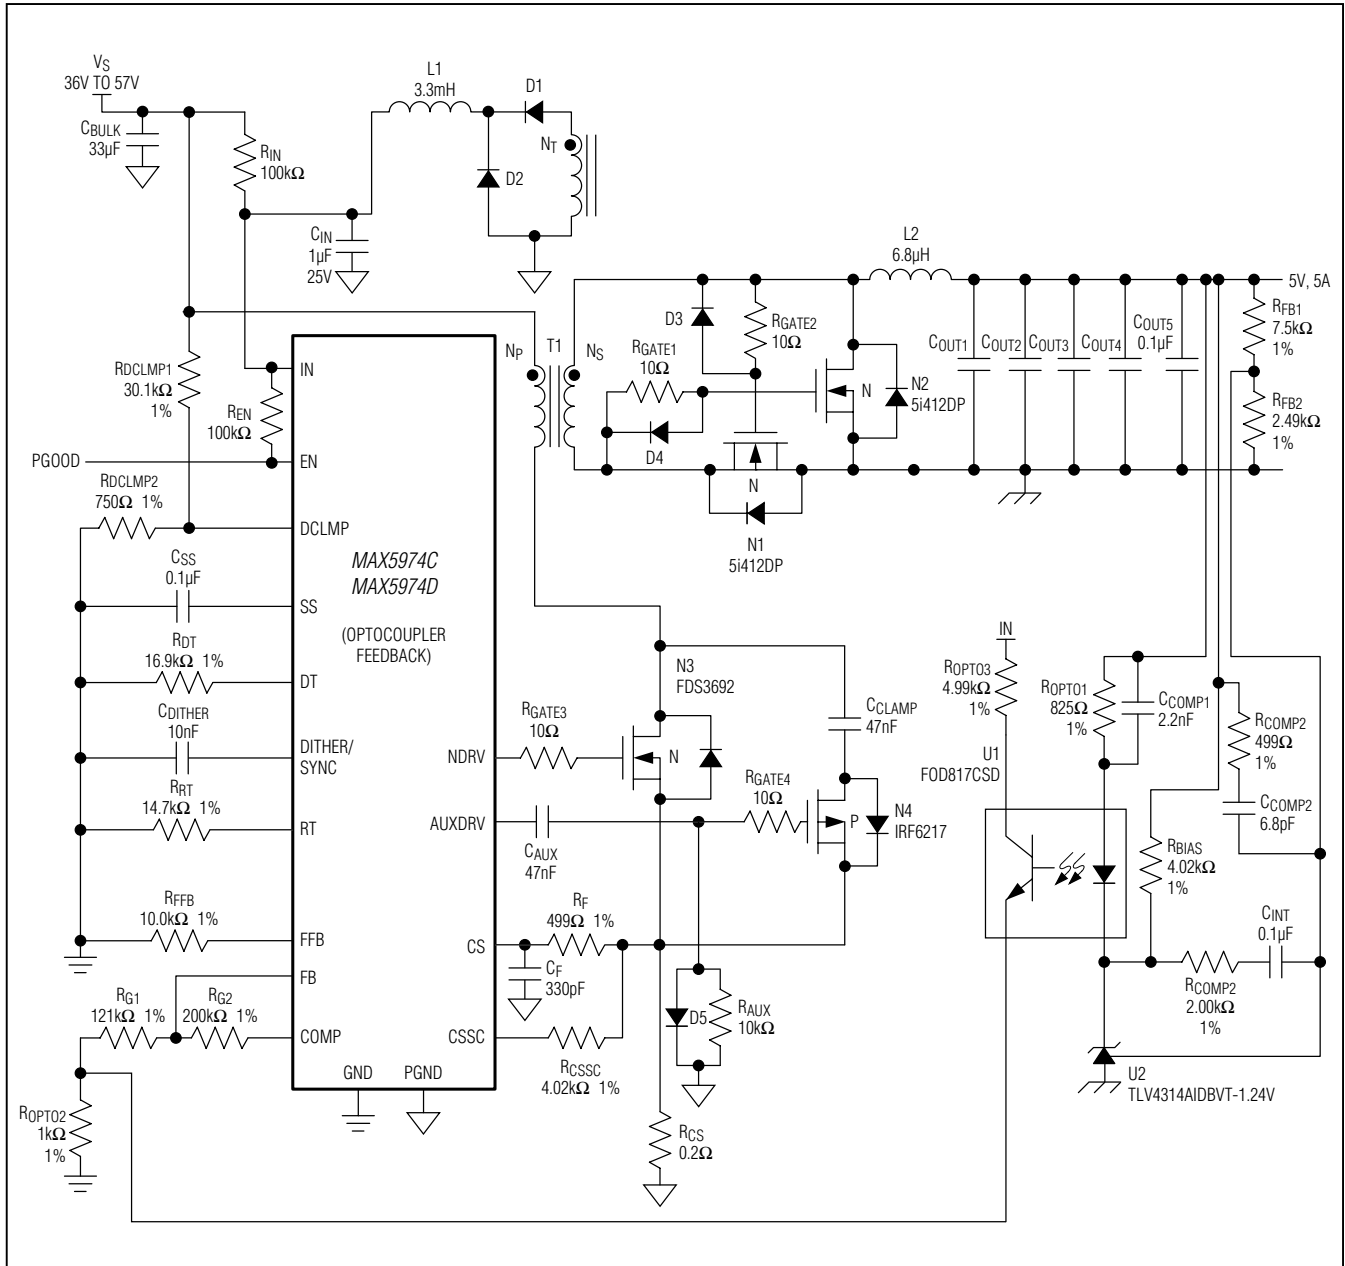 VS
36V TO 57V
CBULK
33µF
RIN
100kΩ
L1
3.3mH
D1
NT
D2
CIN
1µF
25V
L2
6.8µH
5V, 5A
RFB1
7.5kΩ
1%
RFB2
2.49kΩ
1%
D3
RGATE2
10Ω
RGATE1
10Ω
D4
N
N2
5i412DP
N
N1
5i412DP
COUT1
COUT2
COUT3
COUT4
COUT5
0.1µF
NP
T1
NS
RDCLMP1
30.1kΩ
1%
REN
100kΩ
PGOOD
RDCLMP2
750Ω 1%
CSS
0.1µF
RDT
16.9kΩ 1%
CDITHER
10nF
RRT
14.7kΩ 1%
RFFB
10.0kΩ 1%
RG1
121kΩ 1%
RG2
200kΩ 1%
ROPTO2
1kΩ
1%
IN
EN
DCLMP
SS
DT
DITHER/
SYNC
RT
FFB
FB
COMP
MAX5974C
MAX5974D
(OPTOCOUPLER
FEEDBACK)
NDRV
AUXDRV
CS
CSSC
GND
PGND
RGATE3
10Ω
N3
FDS3692
N
CCLAMP
47nF
RGATE4
10Ω
P
N4
IRF6217
CAUX
47nF
RF
499Ω 1%
CF
330pF
RCSSC
4.02kΩ 1%
D5
RAUX
10kΩ
RCS
0.2Ω
IN
ROPTO3
4.99kΩ
1%
U1
FOD817CSD
ROPTO1
825Ω
1%
CCOMP1
2.2nF
RCOMP2
499Ω
1%
CCOMP2
6.8pF
RBIAS
4.02kΩ
1%
CINT
0.1µF
RCOMP2
2.00kΩ
1%
U2
TLV4314AIDBVT-1.24V